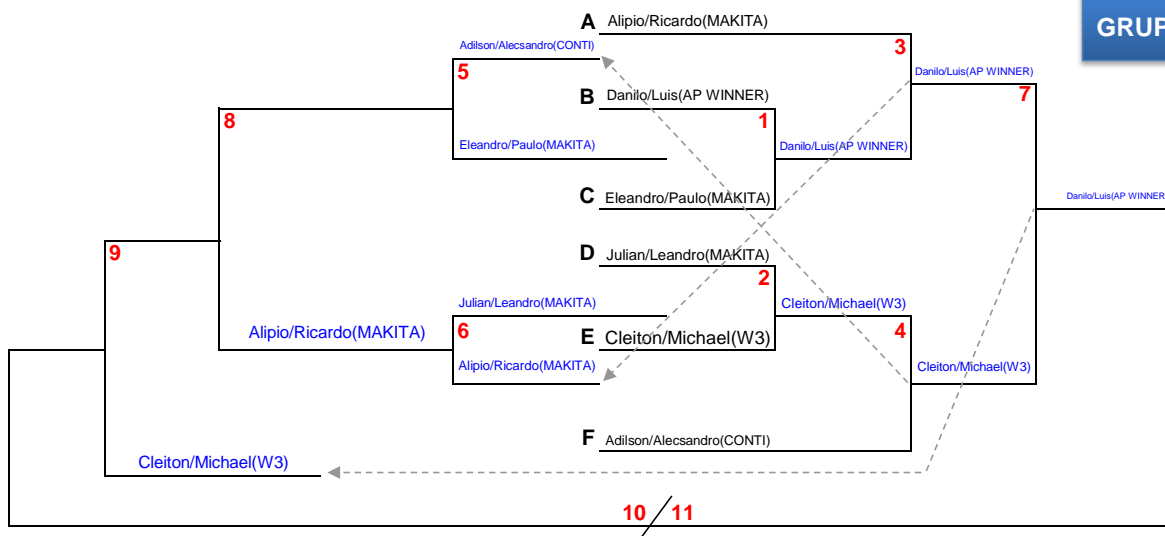 A Alipio/Ricardo(MAKITA)
GRUP
3
Adilson/Alecsandro(CONTI)
5
Danilo/Luis(AP WINNER)
7
B Danilo/Luis(AP WINNER)
8
1
Eleandro/Paulo(MAKITA)
Danilo/Luis(AP WINNER)
C Eleandro/Paulo(MAKITA)
Danilo/Luis(AP WINNER
9
D Julian/Leandro(MAKITA)
2
Julian/Leandro(MAKITA)
Cleiton/Michael(W3)
Alipio/Ricardo(MAKITA)
6
E Cleiton/Michael(W3)
4
Alipio/Ricardo(MAKITA)
Cleiton/Michael(W3)
F Adilson/Alecsandro(CONTI)
Cleiton/Michael(W3)
10 / 11